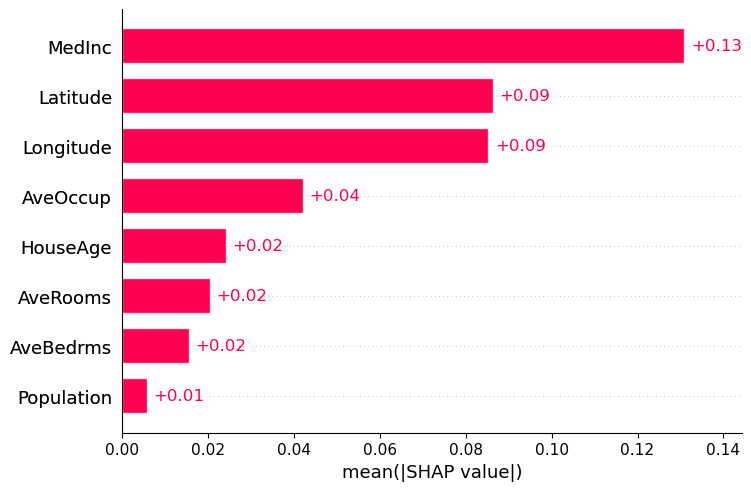 MedInc +0.13
Latitude +0.09
Longitude +0.09
AveOccup +0.04
HouseAge +0.02
AveRooms +0.02
AveBedrms +0.02
Population +0.01
0.00 0.02 0.04 0.06 0.08 0.10 0.12 0.14
mean(|SHAP value|)